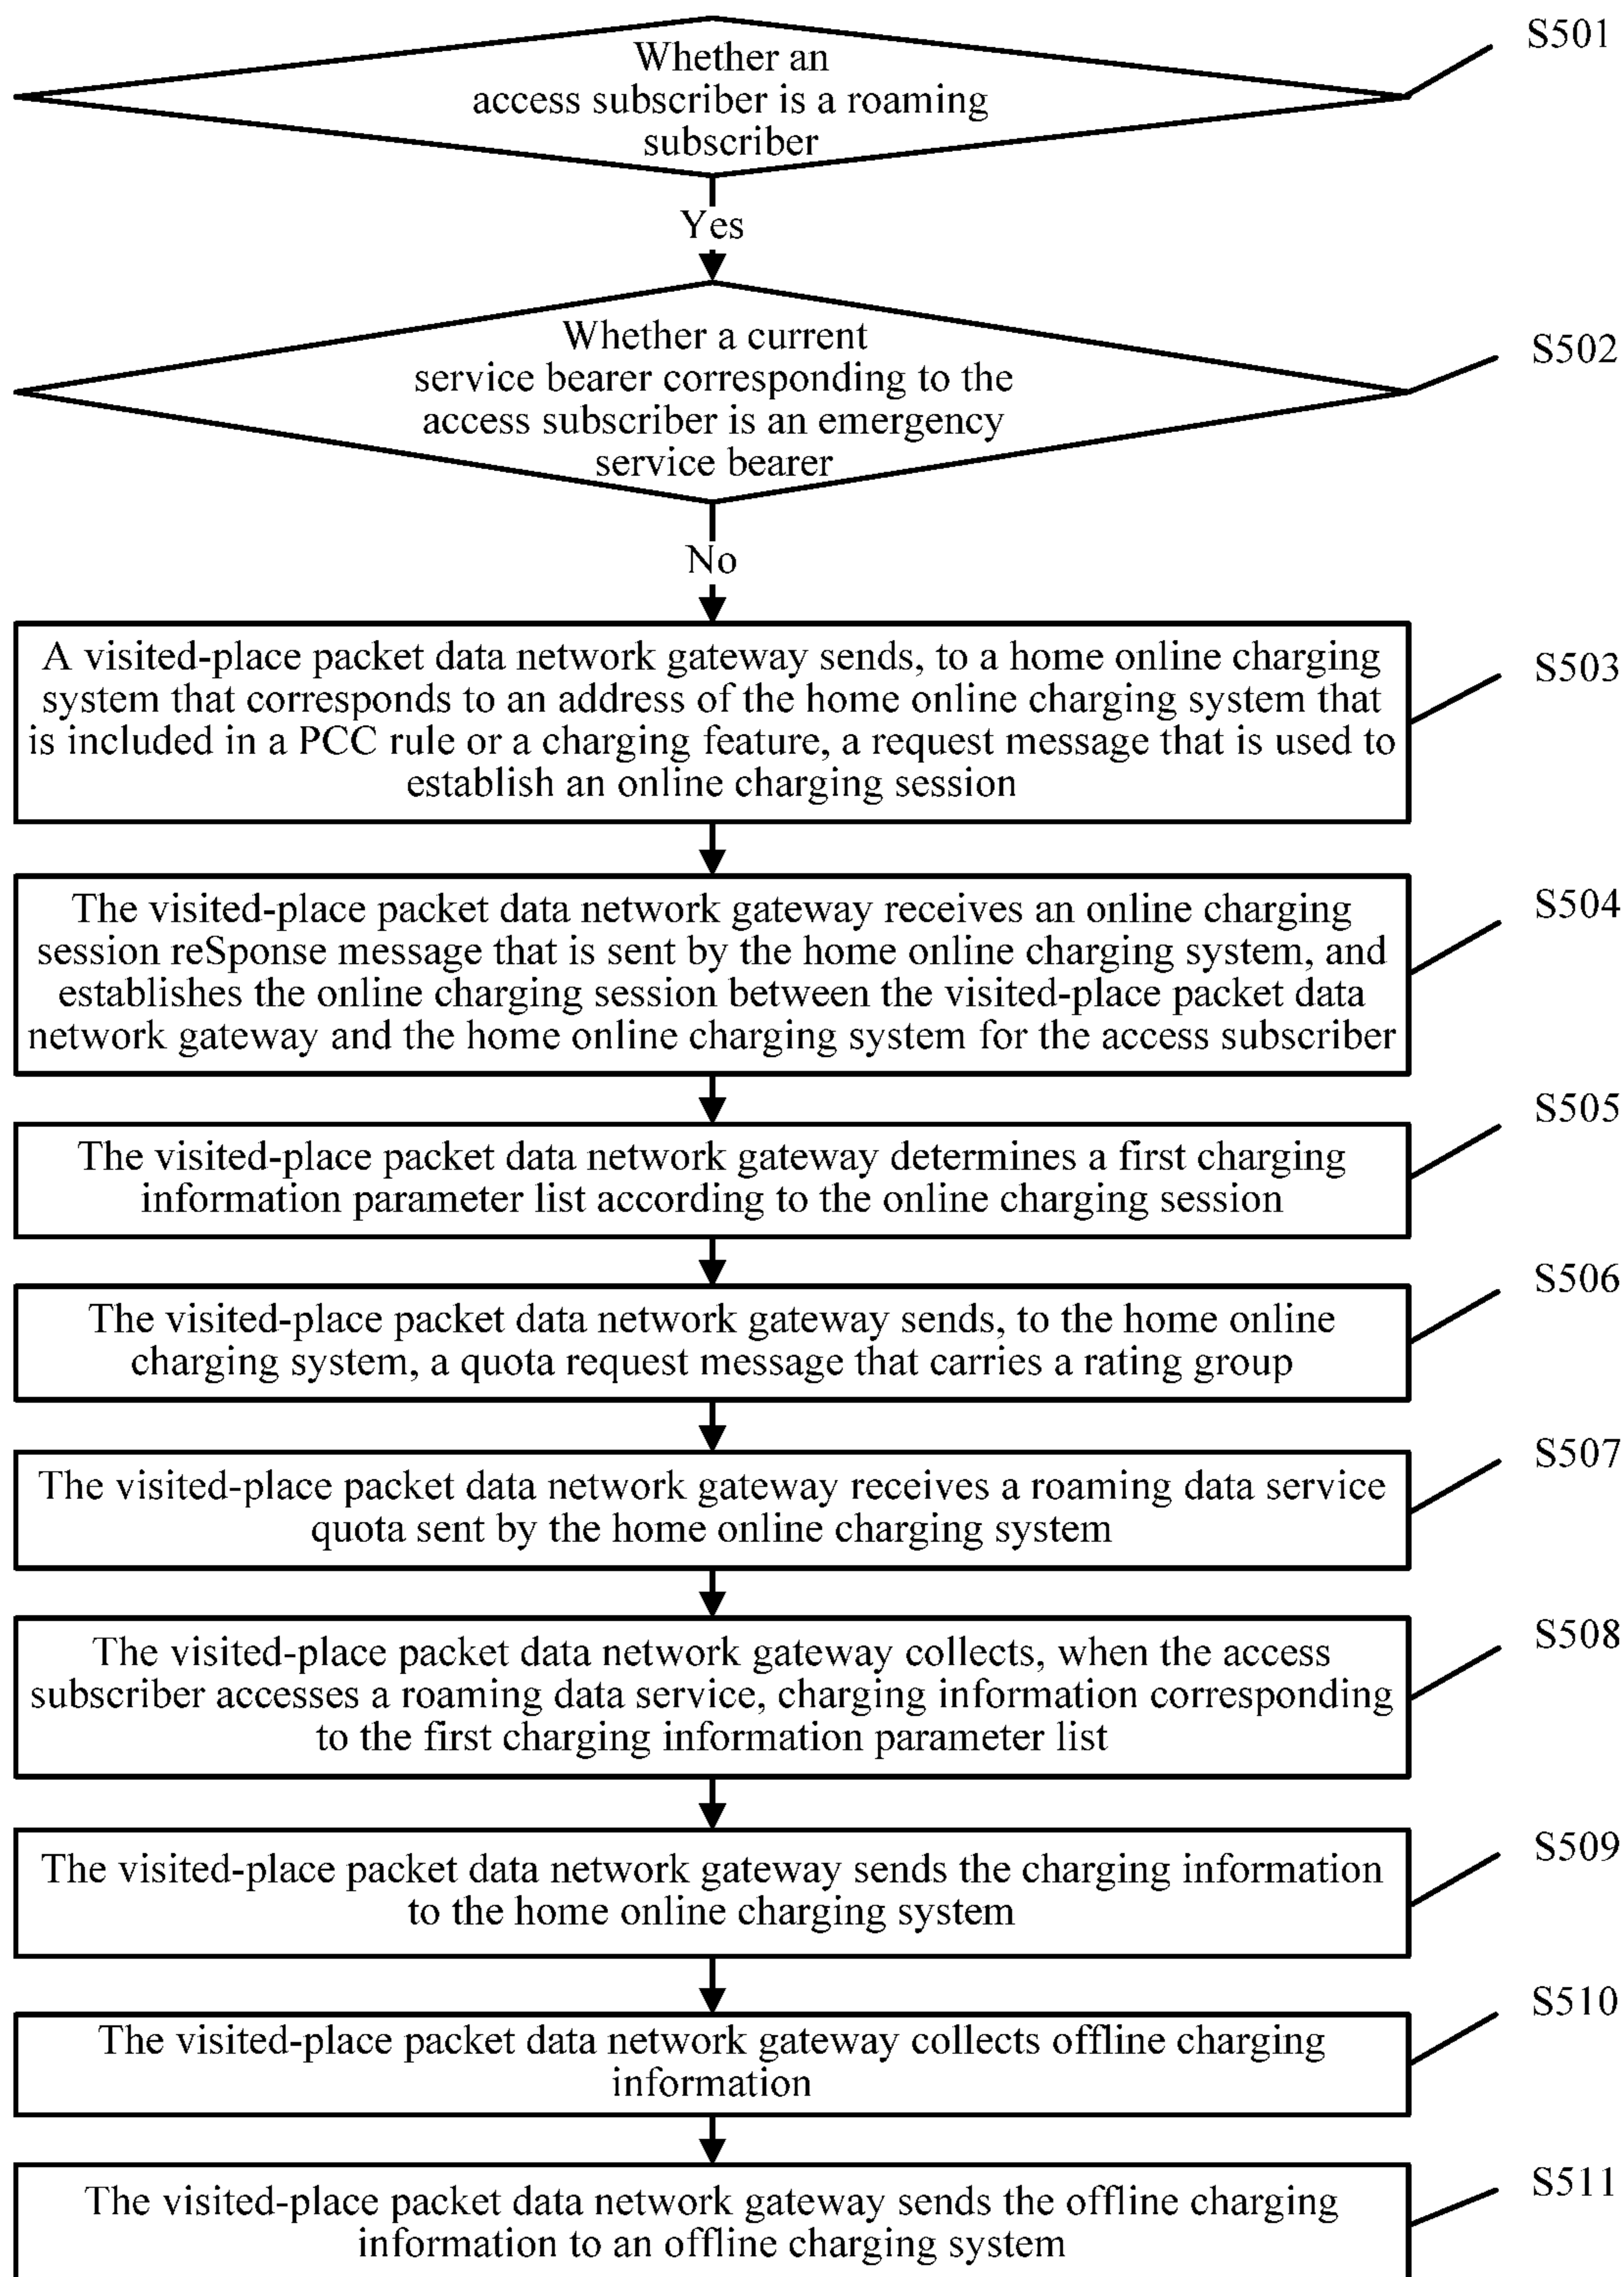 Whether an
access subscriber is a roaming
subscriber
S501
Yes
Whether a current
service bearer corresponding to the
access subscriber is an emergency
service bearer
S502
No
A visited-place packet data network gateway sends, to a home online charging
system that corresponds to an address of the home online charging system that
is included in a PCC rule or a charging feature, a request message that is used to
establish an online charging session
S503
The visited-place packet data network gateway receives an online charging
session reSponse message that is sent by the home online charging system, and
establishes the online charging session between the visited-place packet data
network gateway and the home online charging system for the access subscriber
S504
The visited-place packet data network gateway determines a first charging
information parameter list according to the online charging session
S505
The visited-place packet data network gateway sends, to the home online
charging system, a quota request message that carries a rating group
S506
The visited-place packet data network gateway receives a roaming data service
quota sent by the home online charging system
S507
The visited-place packet data network gateway collects, when the access
subscriber accesses a roaming data service, charging information corresponding
to the first charging information parameter list
S508
The visited-place packet data network gateway sends the charging information
to the home online charging system
S509
The visited-place packet data network gateway collects offline charging
information
S510
The visited-place packet data network gateway sends the offline charging
information to an offline charging system
S511